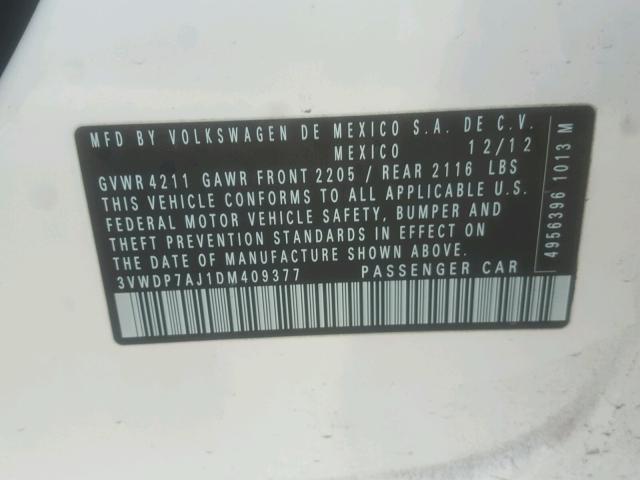 MFD BY VOLKSWAGEN DE MEXICO S.A. DE C.V.
MEXICO 12/12
GVWR 4211 GAWR FRONT 2205 / REAR 2116 LBS
THIS VEHICLE CONFORMS TO ALL APPLICABLE U.S.
FEDERAL MOTOR VEHICLE SAFETY, BUMPER AND
THEFT PREVENTION STANDARDS IN EFFECT ON
THE DATE OF MANUFACTURE SHOWN ABOVE.
3VWDP7AJ1DM409377 PASSENGER CAR
4956396 1013 M